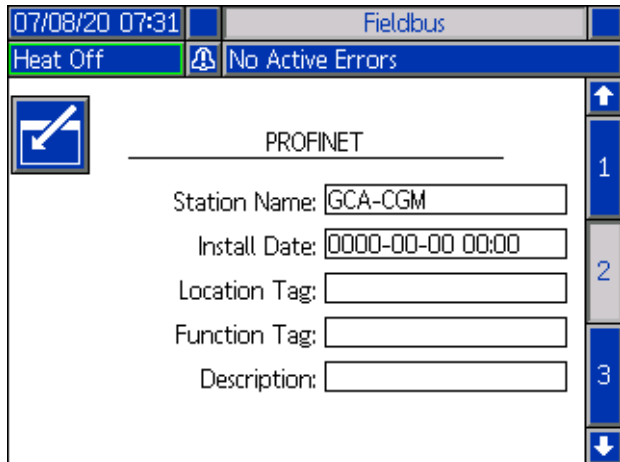 07/08/20 07:31 Fieldbus
Heat Off No Active Errors
PROFINET
1
Station Name: GCA-CGM
Install Date: 0000-00-00 00:00
2
Location Tag:
Function Tag:
Description:
3